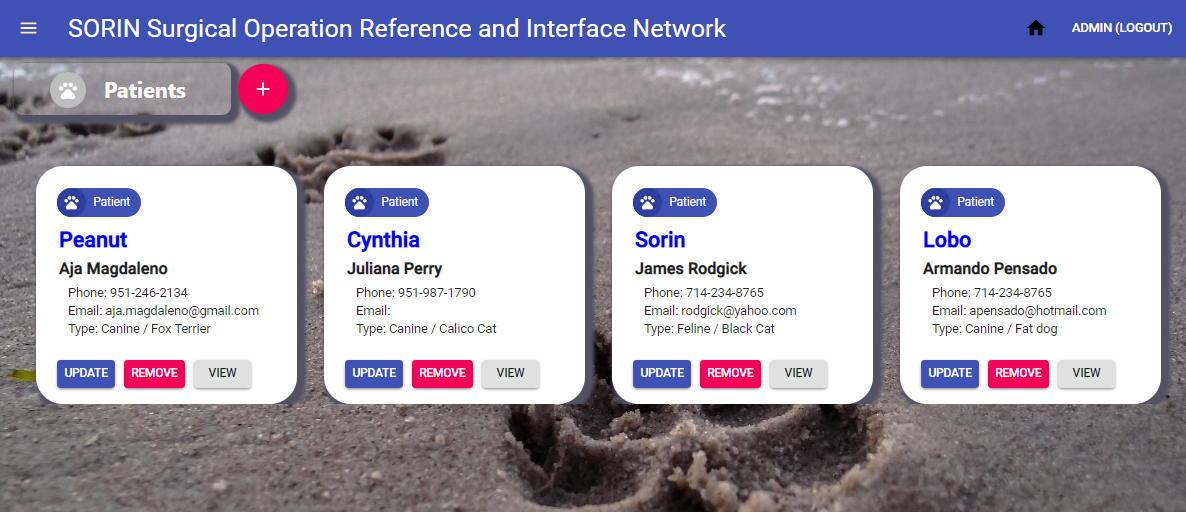 SORIN Surgical Operation Reference and Interface Network
ADMIN (LOGOUT)
Patients
+
Patient
Peanut
Aja Magdaleno
Phone: 951-246-2134
Email: aja.magdaleno@gmail.com
Type: Canine / Fox Terrier
UPDATE REMOVE VIEW
Patient
Cynthia
Juliana Perry
Phone: 951-987-1790
Email:
Type: Canine / Calico Cat
UPDATE REMOVE VIEW
Patient
Sorin
James Rodgick
Phone: 714-234-8765
Email: rodgick@yahoo.com
Type: Feline / Black Cat
UPDATE REMOVE VIEW
Patient
Lobo
Armando Pensado
Phone: 714-234-8765
Email: apensado@hotmail.com
Type: Canine / Fat dog
UPDATE REMOVE VIEW